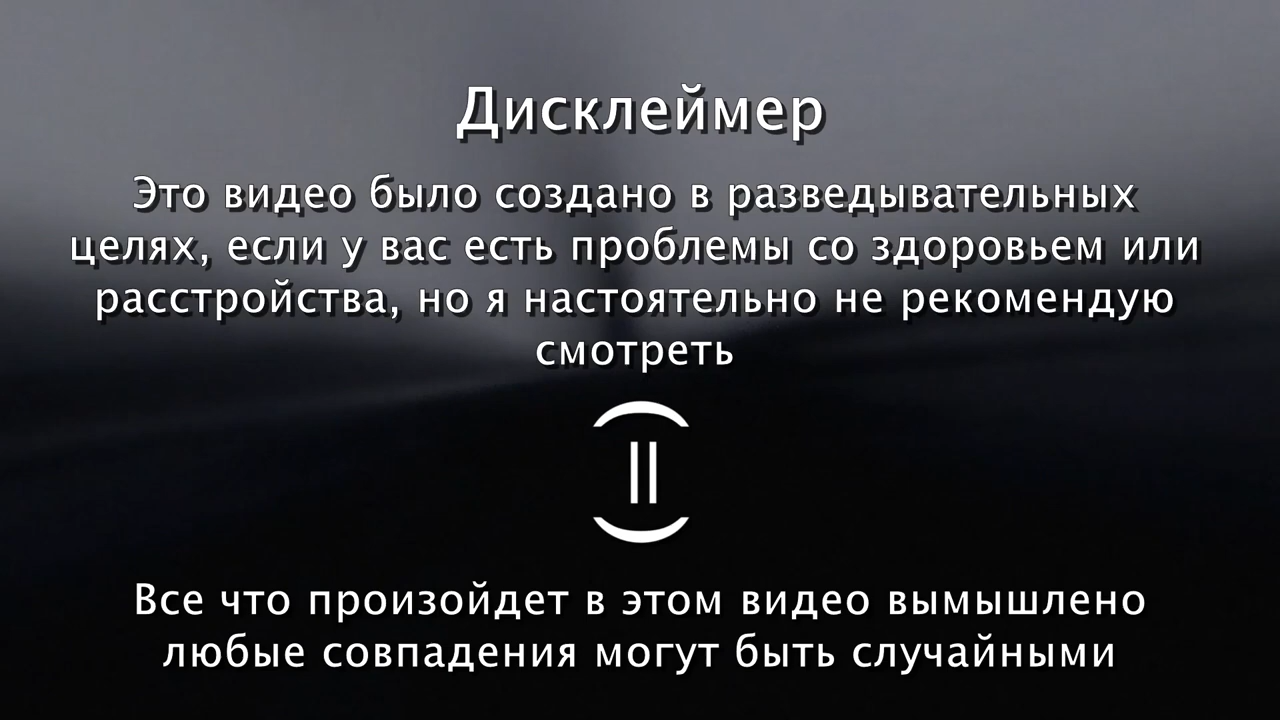 Дисклеймер
Это видео было создано в разведывательных
целях, если у вас есть проблемы со здоровьем или
расстройства, но я настоятельно не рекомендую
смотреть
Все что произойдет в этом видео вымышлено
любые совпадения могут быть случайными